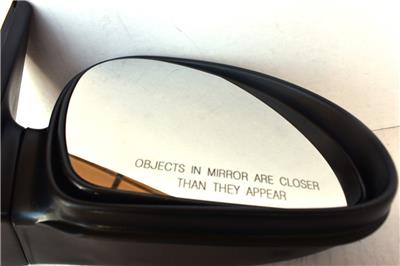 OBJECTS IN MIRROR ARE CLOSER
THAN THEY APPEAR